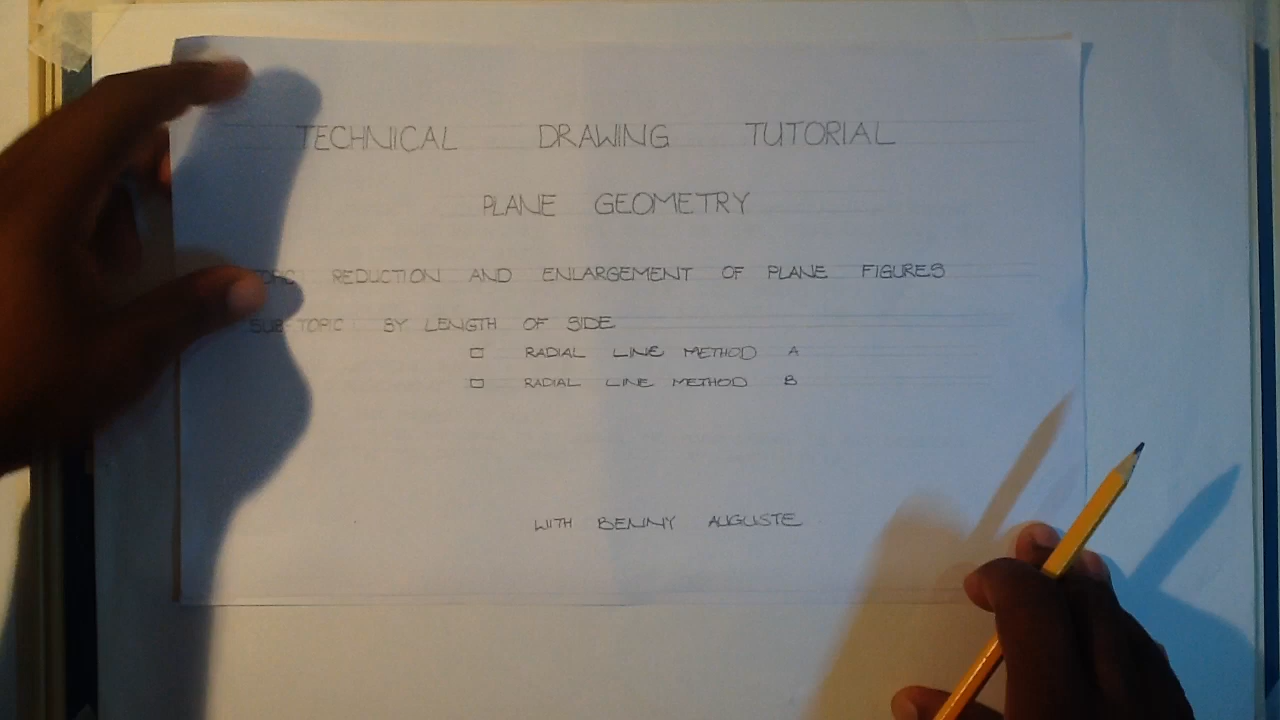 TECHNICAL DRAWING TUTORIAL
PLANE GEOMETRY
TOPIC REDUCTION AND ENLARGEMENT OF PLANE FIGURES
SUB-TOPIC : BY LENGTH OF SIDE
RADIAL LINE METHOD A
RADIAL LINE METHOD B
WITH BENNY AUGUSTE